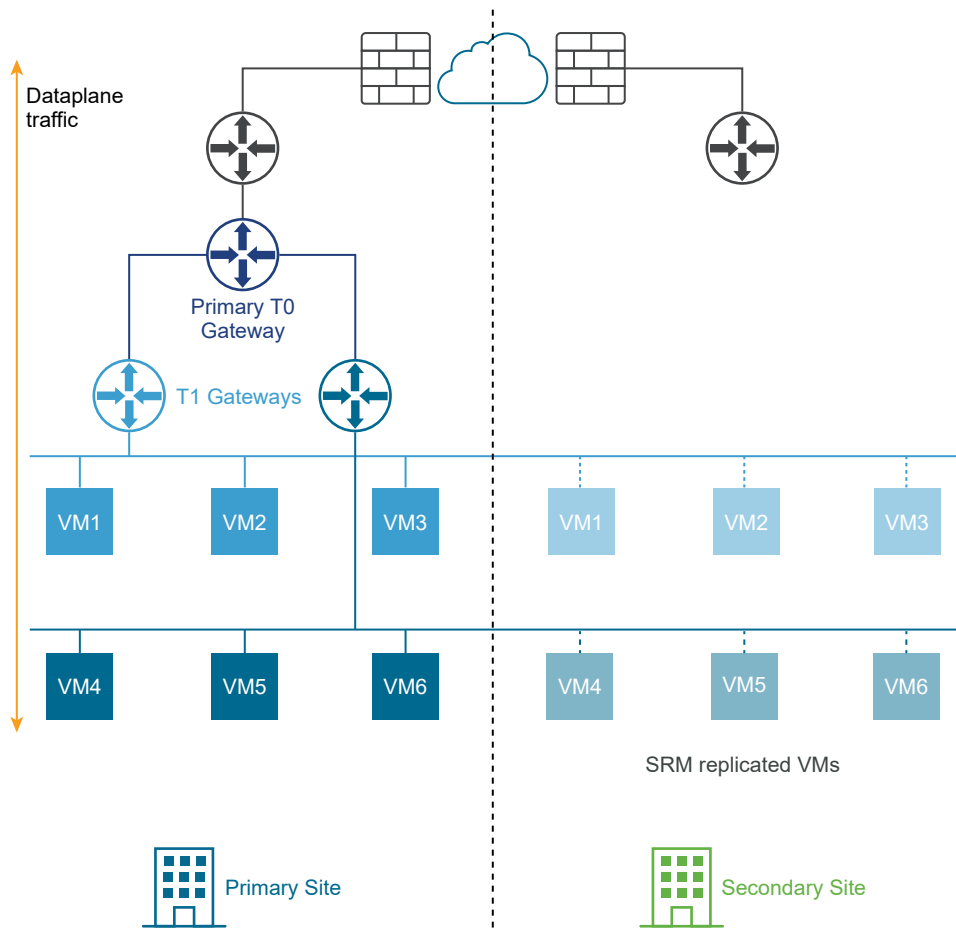 Dataplane
traffic
Primary T0
Gateway
T1 Gateways
VM1 VM2 VM3 VM1 VM2 VM3
VM4 VM5 VM6 VM4 VM5 VM6
SRM replicated VMs
Primary Site Secondary Site